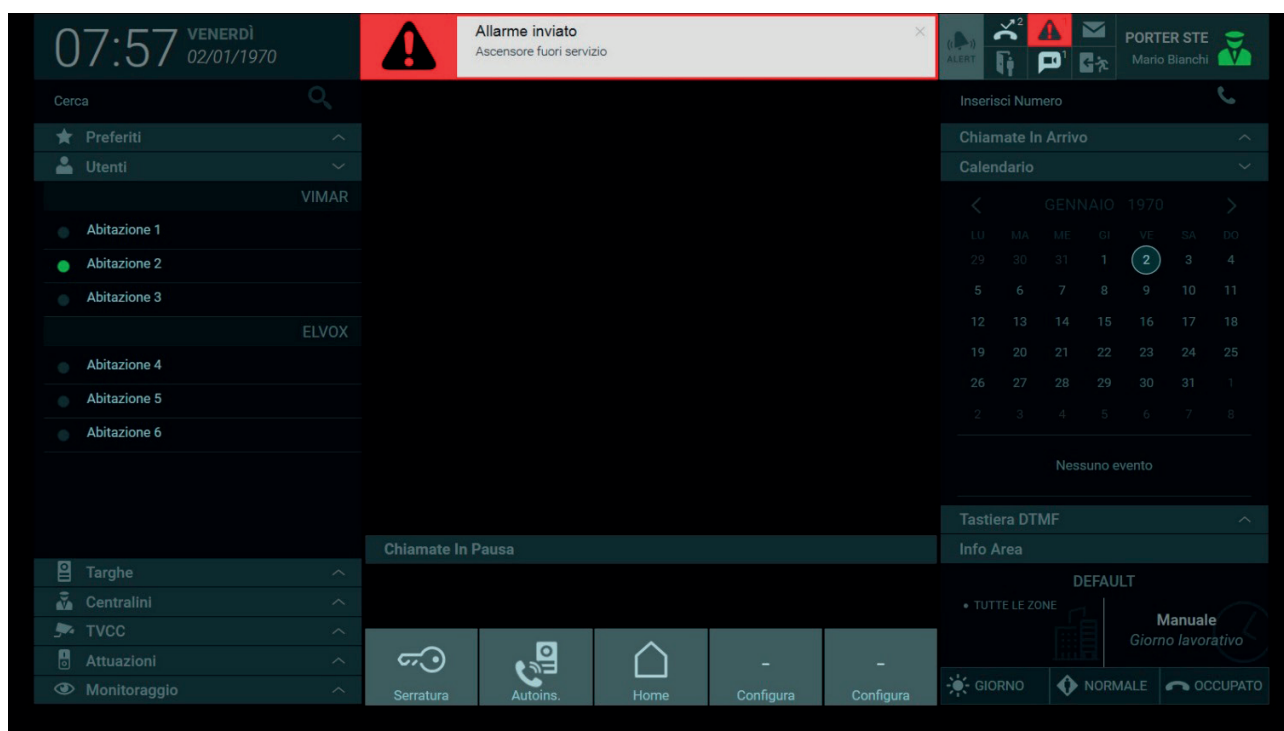 07:57 VENERDÌ
02/01/1970
Allarme inviato
Ascensore fuori servizio
ALERT
2
1
1
PORTER STE
Mario Bianchi
Cerca
Preferiti
Utenti
VIMAR
Abitazione 1
Abitazione 2
Abitazione 3
ELVOX
Abitazione 4
Abitazione 5
Abitazione 6
Targhe
Centralini
TVCC
Attuazioni
Monitoraggio
Chiamate In Pausa
Serratura
Autoins.
Home
-
Configura
-
Configura
Inserisci Numero
Chiamate In Arrivo
Calendario
GENNAIO 1970
LU MA ME GI VE SA DO
29 30 31 1 2 3 4
5 6 7 8 9 10 11
12 13 14 15 16 17 18
19 20 21 22 23 24 25
26 27 28 29 30 31 1
2 3 4 5 6 7 8
Nessuno evento
Tastiera DTMF
Info Area
DEFAULT
• TUTTE LE ZONE
Manuale
Giorno lavorativo
GIORNO
NORMALE
OCCUPATO